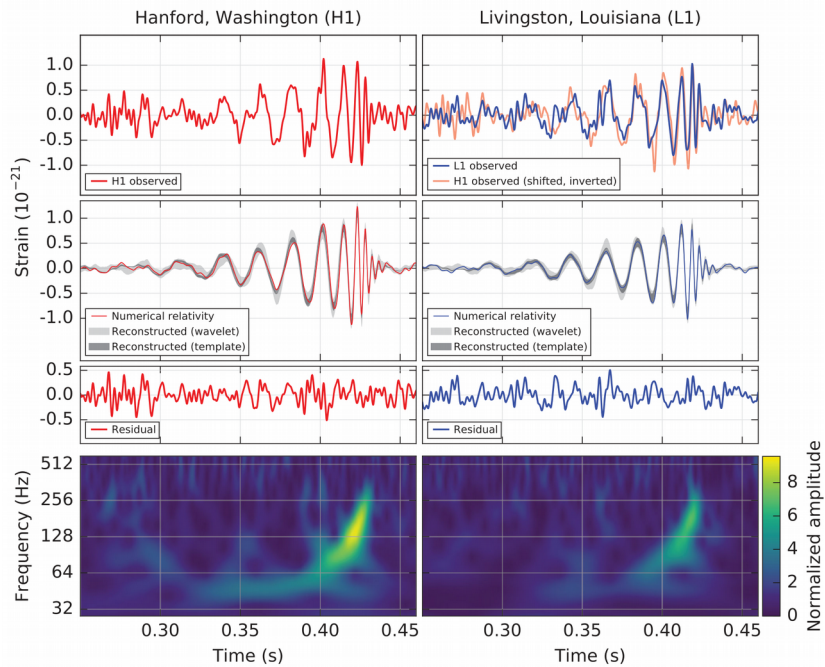 Hanford, Washington (H1)
Livingston, Louisiana (L1)
Strain (10⁻²¹)
1.0
0.5
0.0
-0.5
-1.0
H1 observed
L1 observed
H1 observed (shifted, inverted)
1.0
0.5
0.0
-0.5
-1.0
Numerical relativity
Reconstructed (wavelet)
Reconstructed (template)
Numerical relativity
Reconstructed (wavelet)
Reconstructed (template)
0.5
0.0
-0.5
Residual
Residual
Frequency (Hz)
512
256
128
64
32
0.30
0.35
0.40
0.45
Time (s)
0.30
0.35
0.40
0.45
Time (s)
8
6
4
2
0
Normalized amplitude